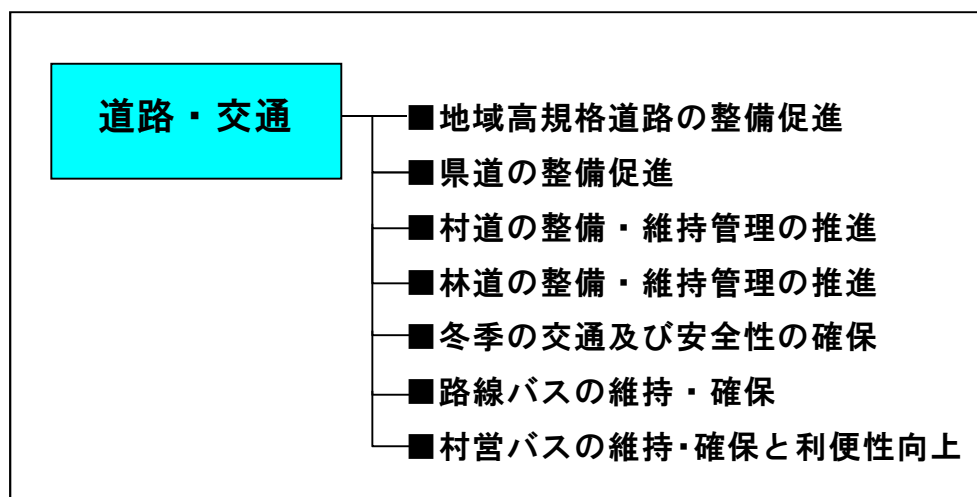 道路・交通
■地域高規格道路の整備促進
■県道の整備促進
■村道の整備・維持管理の推進
■林道の整備・維持管理の推進
■冬季の交通及び安全性の確保
■路線バスの維持・確保
■村営バスの維持・確保と利便性向上